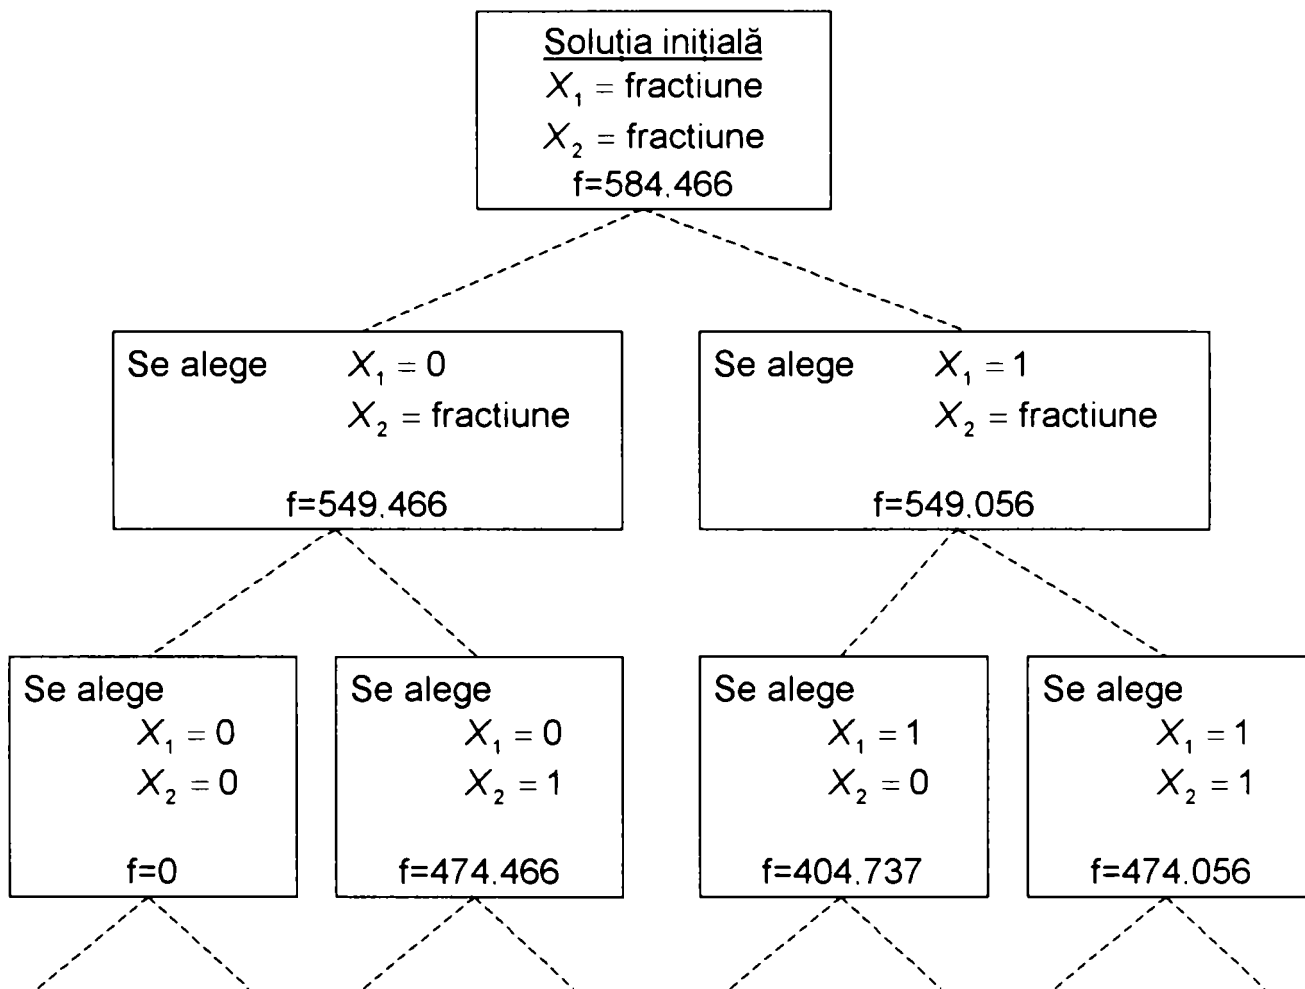 Soluția inițială
X₁ = fractiune
X₂ = fractiune
f=584.466
Se alege X₁ = 0
X₂ = fractiune
f=549.466
Se alege X₁ = 1
X₂ = fractiune
f=549.056
Se alege
X₁ = 0
X₂ = 0
f=0
Se alege
X₁ = 0
X₂ = 1
f=474.466
Se alege
X₁ = 1
X₂ = 0
f=404.737
Se alege
X₁ = 1
X₂ = 1
f=474.056